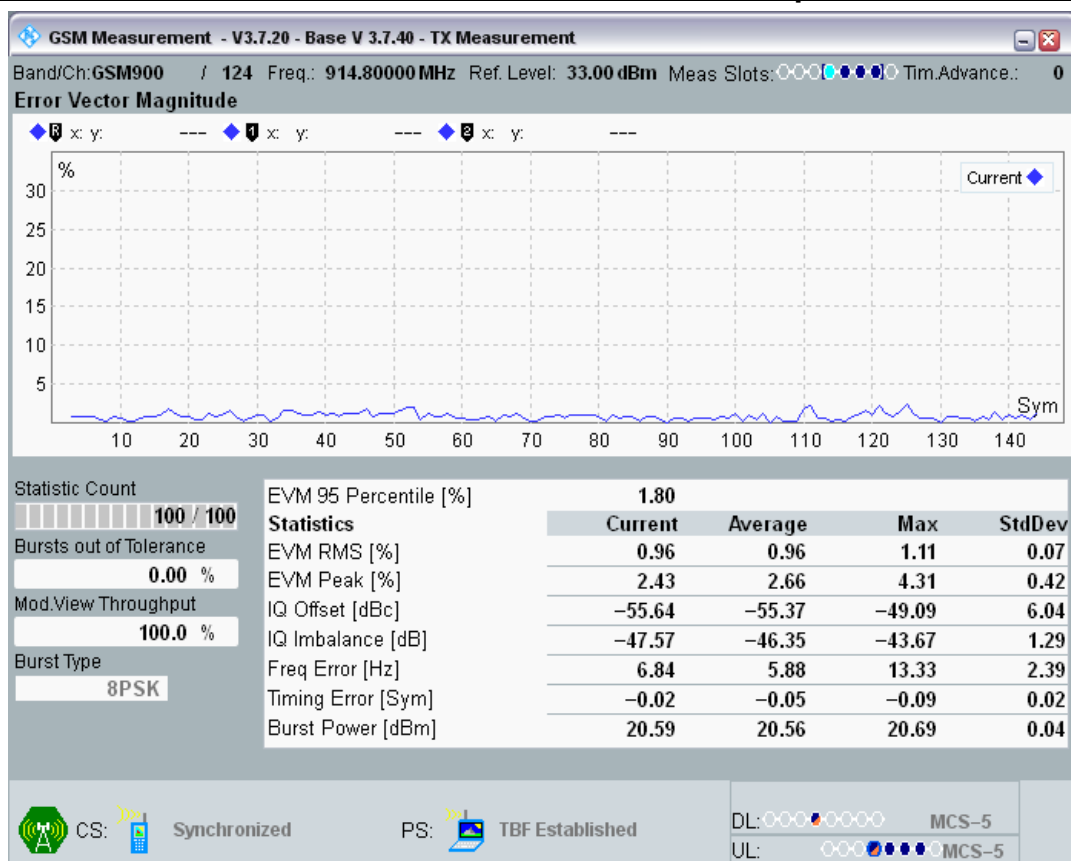 GSM Measurement - V3.7.20 - Base V 3.7.40 - TX Measurement
Band/Ch:GSM900 / 124 Freq.: 914.80000 MHz Ref. Level: 33.00 dBm Meas Slots: Tim.Advance.: 0
Error Vector Magnitude
R x: y: --- 1 x: y: --- 2 x: y: ---
%
Current
30
25
20
15
10
5
Sym
10 20 30 40 50 60 70 80 90 100 110 120 130 140
Statistic Count
100 / 100
Bursts out of Tolerance
0.00 %
Mod.View Throughput
100.0 %
Burst Type
8PSK
EVM 95 Percentile [%] 1.80
Statistics Current Average Max StdDev
EVM RMS [%] 0.96 0.96 1.11 0.07
EVM Peak [%] 2.43 2.66 4.31 0.42
IQ Offset [dBc] −55.64 −55.37 −49.09 6.04
IQ Imbalance [dB] −47.57 −46.35 −43.67 1.29
Freq Error [Hz] 6.84 5.88 13.33 2.39
Timing Error [Sym] −0.02 −0.05 −0.09 0.02
Burst Power [dBm] 20.59 20.56 20.69 0.04
CS: Synchronized PS: TBF Established
DL: MCS−5
UL: MCS−5